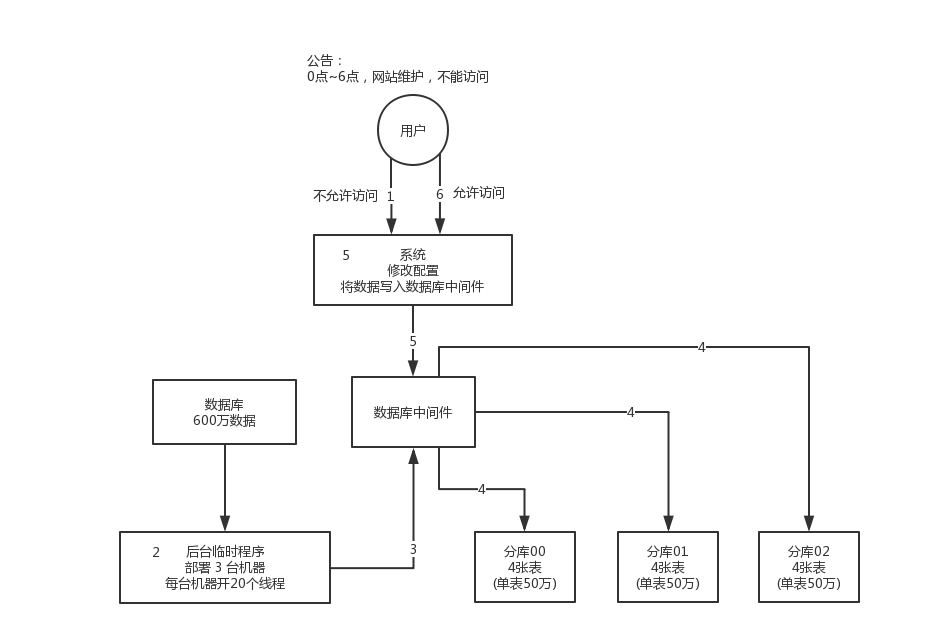 公告：
0点~6点，网站维护，不能访问
用户
不允许访问 1
6 允许访问
5 系统
修改配置
将数据写入数据库中间件
5
4
数据库
600万数据
数据库中间件
4
4
2 后台临时程序
部署 3 台机器
每台机器开20个线程
3
分库00
4张表
(单表50万)
分库01
4张表
(单表50万)
分库02
4张表
(单表50万)